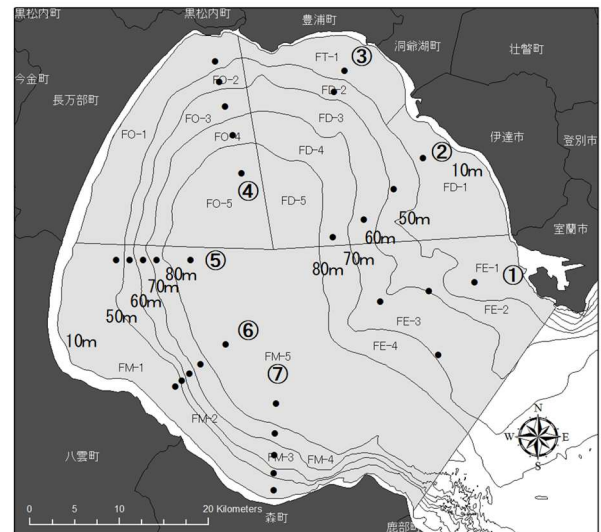 黒松内町
黒松内町
豊浦町
洞爺湖町
壮瞥町
今金町
長万部町
伊達市
登別市
室蘭市
FT-1
③
FO-2
FD-2
FO-3
FD-3
FO-1
FO-4
FD-4
②
10m
FD-1
④
FO-5
FD-5
50m
60m
70m
80m
⑤
FE-1
①
FE-2
80m
70m
60m
50m
10m
⑥
FE-3
FE-4
FM-5
⑦
FM-1
FM-2
FM-3
FM-4
八雲町
森町
鹿部町
N
W
E
S
0 5 10 20 Kilometers